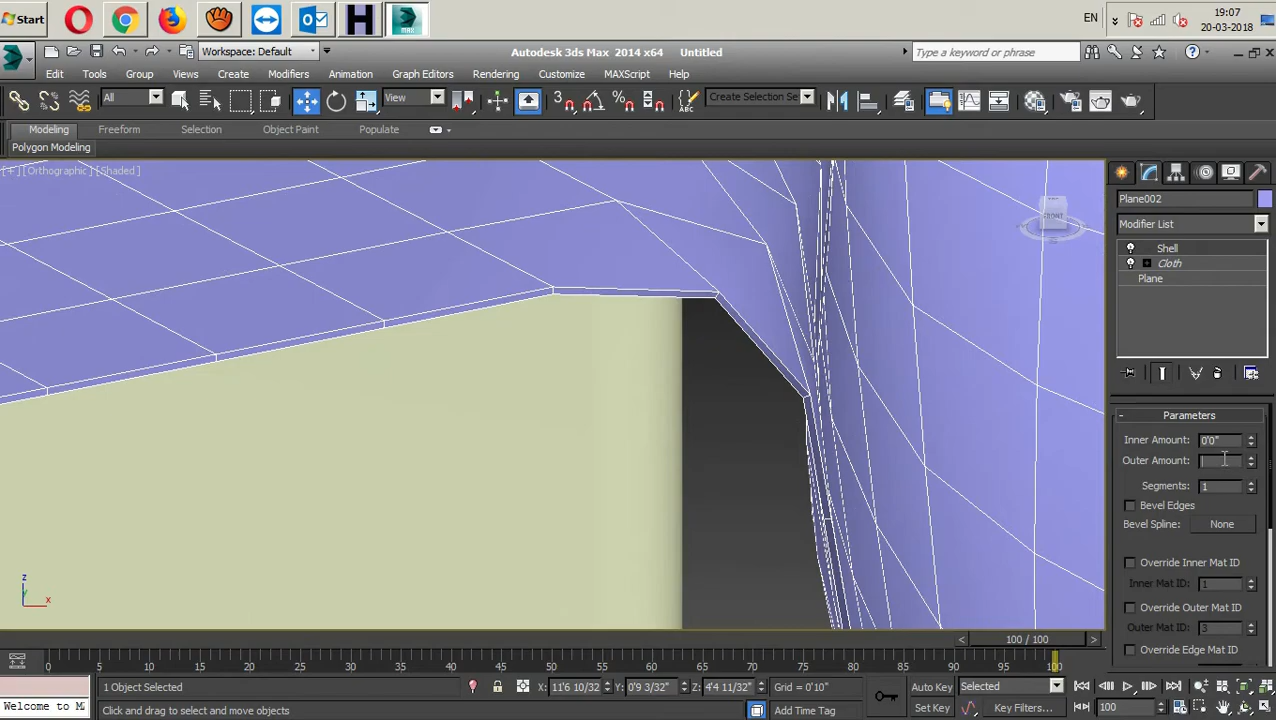 Start
EN
19:07
20-03-2018
Workspace: Default
Autodesk 3ds Max 2014 x64 Untitled
Type a keyword or phrase
Edit Tools Group Views Create Modifiers Animation Graph Editors Rendering Customize MAXScript Help
All
View
Create Selection Se
Modeling Freeform Selection Object Paint Populate
Polygon Modeling
[+] [Orthographic] [Shaded]
FRONT
Plane002
Modifier List
Shell
Cloth
Plane
Parameters
Inner Amount: 0'0"
Outer Amount:
Segments: 1
Bevel Edges
Bevel Spline: None
Override Inner Mat ID
Inner Mat ID: 1
Override Outer Mat ID
Outer Mat ID: 3
Override Edge Mat ID
z
x
100 / 100
0 5 10 15 20 25 30 35 40 45 50 55 60 65 70 75 80 85 90 95 100
1 Object Selected
X: 11'6 10/32 Y: 0'9 3/32" Z: 4'4 11/32" Grid = 0'10"
Auto Key Selected
Welcome to M
Click and drag to select and move objects
Add Time Tag
Set Key Key Filters... 100